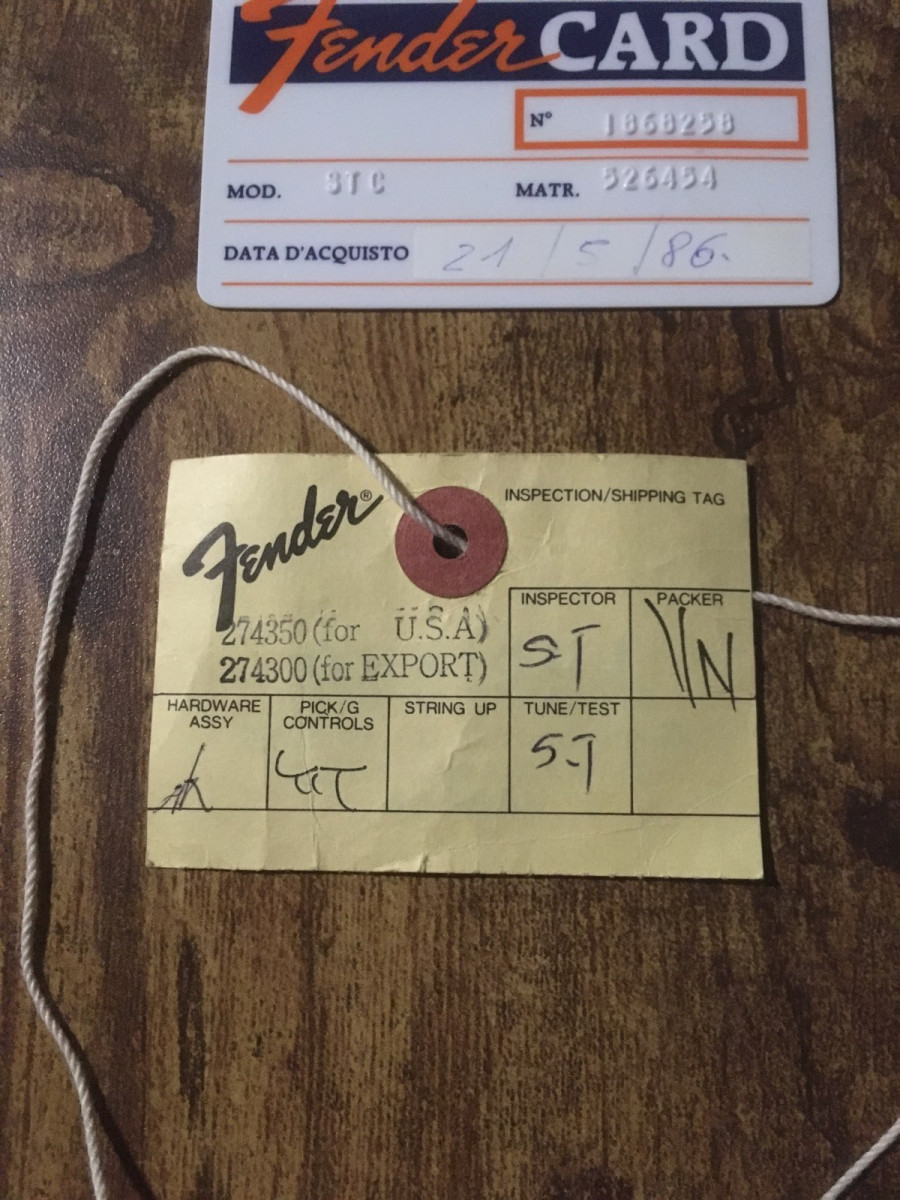 Fender CARD
N° 1868258
MOD. STC MATR. 526454
DATA D'ACQUISTO 21/5/86.
Fender® INSPECTION/SHIPPING TAG
274350 (for U.S.A)
274300 (for EXPORT)
INSPECTOR PACKER
ST VN
HARDWARE ASSY PICK/G CONTROLS STRING UP TUNE/TEST
S.T